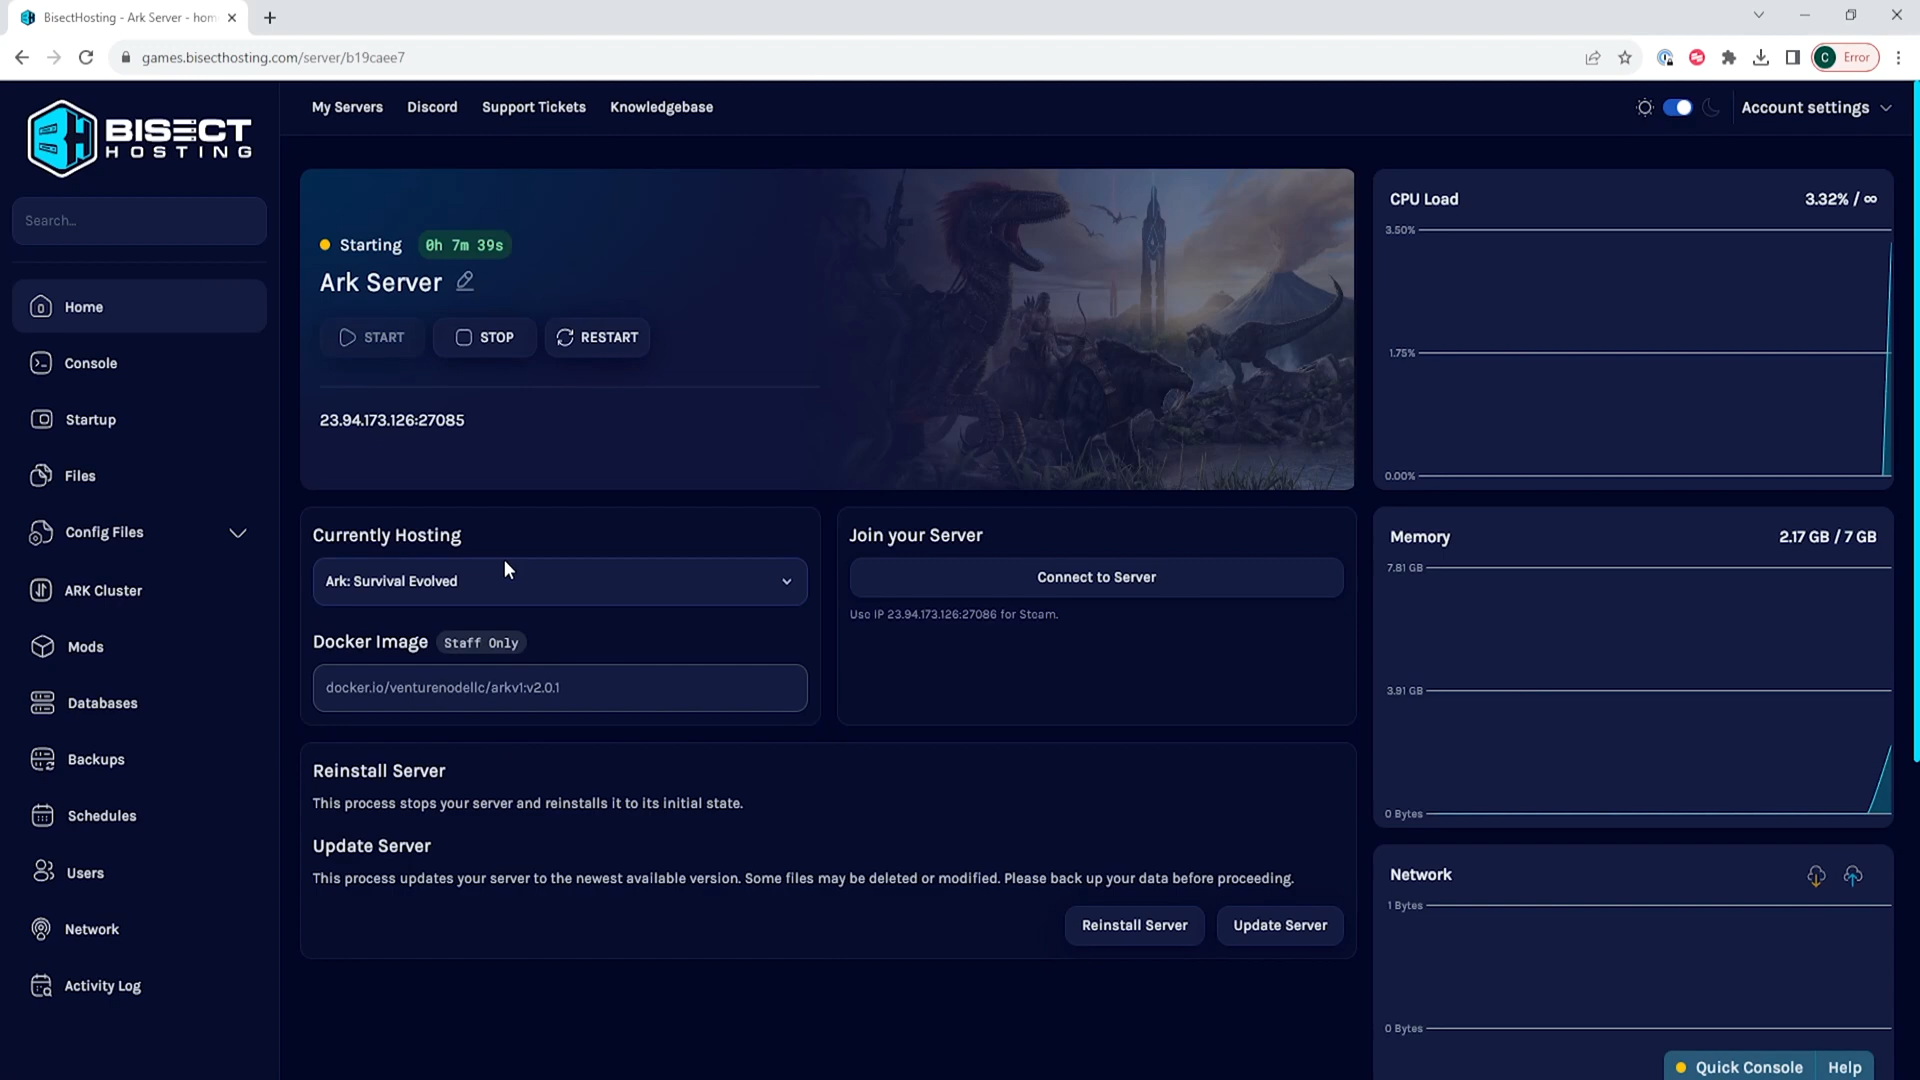 BisectHosting - Ark Server - hom
games.bisecthosting.com/server/b19caee7
C Error
BISECT
HOSTING
My Servers Discord Support Tickets Knowledgebase
Account settings
Search...
Home
Console
Startup
Files
Config Files
ARK Cluster
Mods
Databases
Backups
Schedules
Users
Network
Activity Log
Starting 0h 7m 39s
Ark Server
START STOP RESTART
23.94.173.126:27085
Currently Hosting
Ark: Survival Evolved
Docker Image Staff Only
docker.io/venturenodellc/arkv1:v2.0.1
Join your Server
Connect to Server
Use IP 23.94.173.126:27086 for Steam.
Reinstall Server
This process stops your server and reinstalls it to its initial state.
Update Server
This process updates your server to the newest available version. Some files may be deleted or modified. Please back up your data before proceeding.
Reinstall Server Update Server
CPU Load 3.32% / ∞
3.50%
1.75%
0.00%
Memory 2.17 GB / 7 GB
7.81 GB
3.91 GB
0 Bytes
Network
1 Bytes
0 Bytes
Quick Console Help